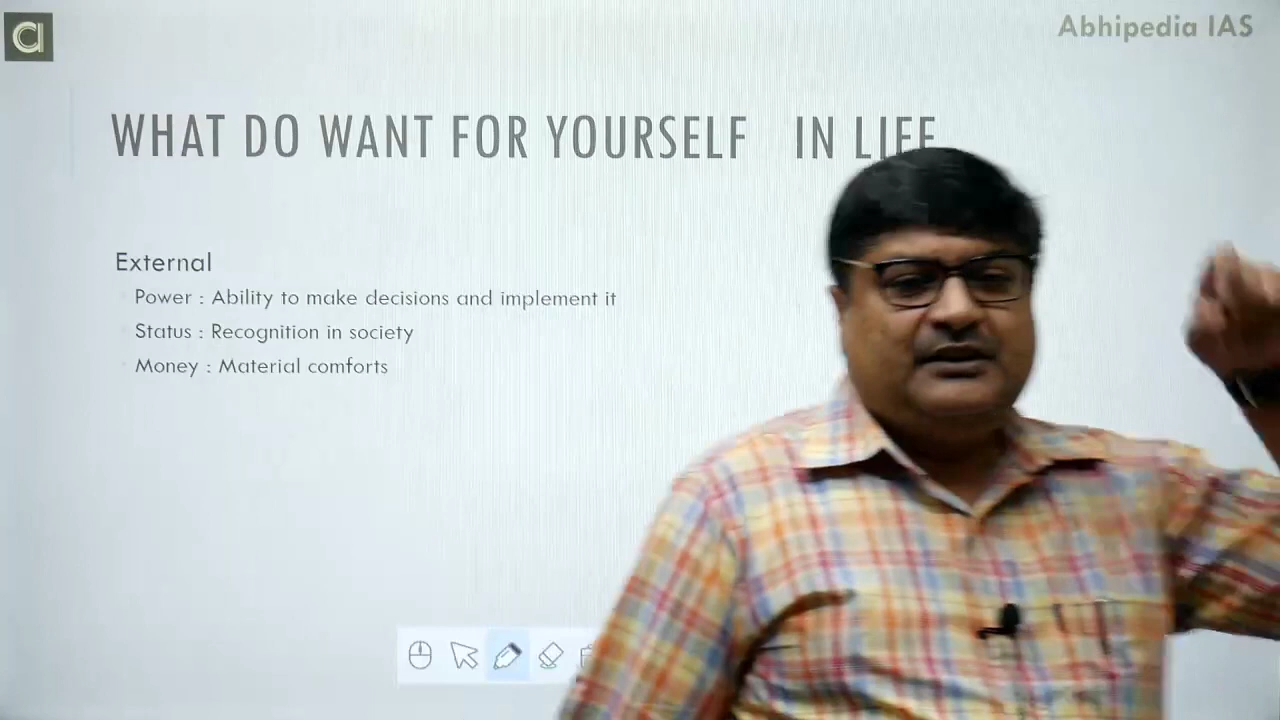 Abhipedia IAS
WHAT DO WANT FOR YOURSELF IN LIFE
External
Power : Ability to make decisions and implement it
Status : Recognition in society
Money : Material comforts